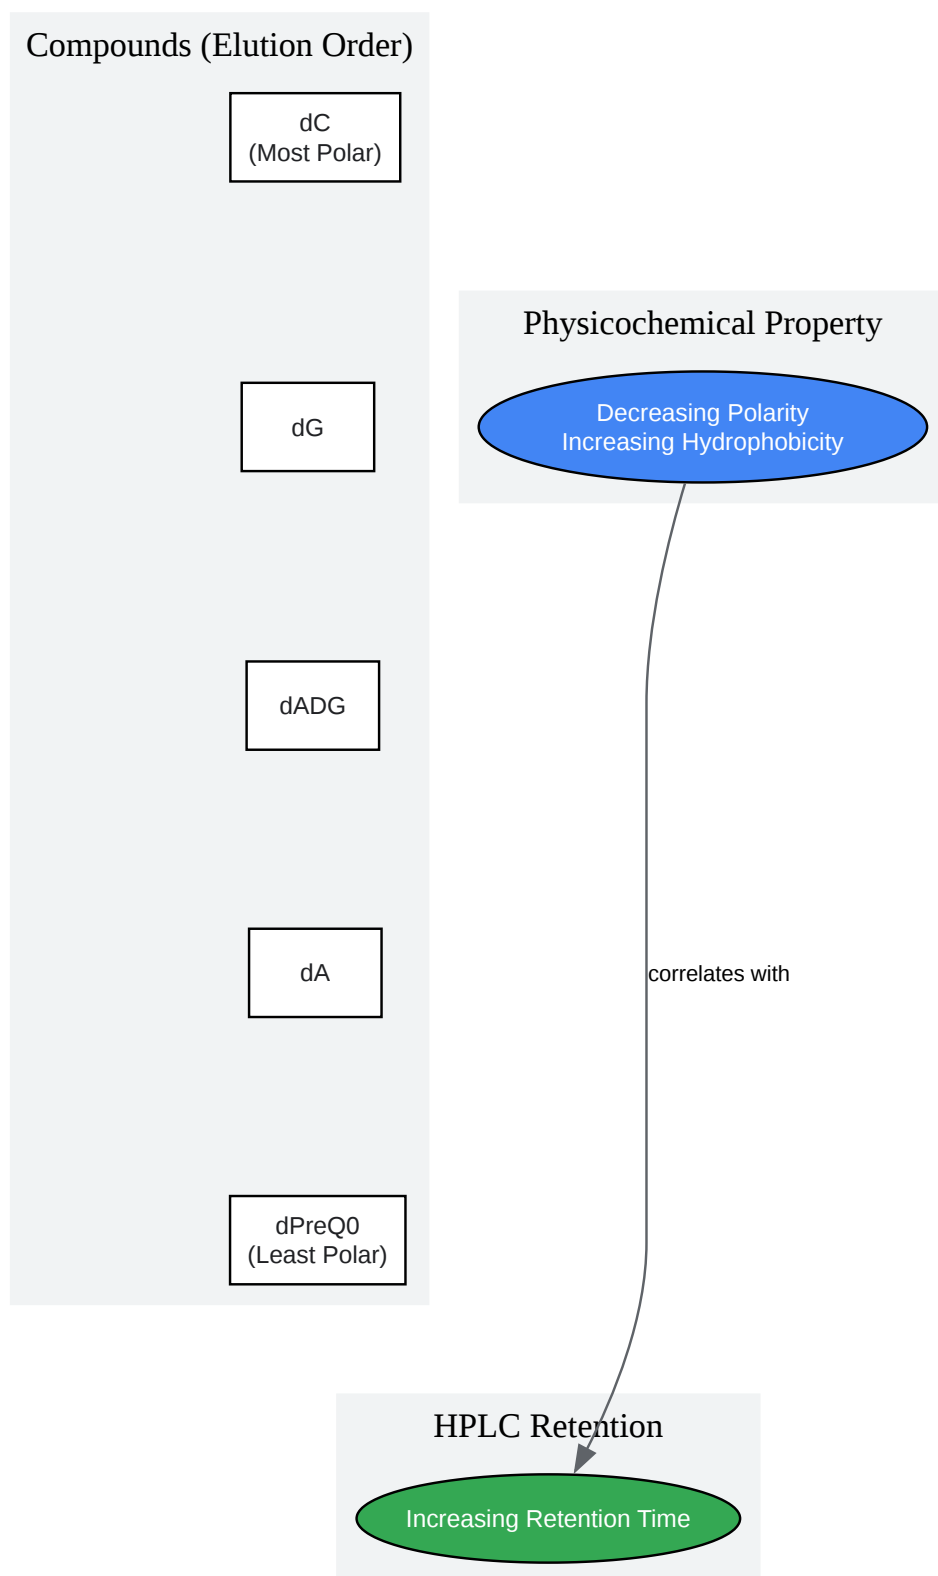 Compounds (Elution Order)
dC
(Most Polar)
dG
Physicochemical Property
Decreasing Polarity
Increasing Hydrophobicity
dADG
dA
correlates with
dPreQ0
(Least Polar)
HPLC Retention
Increasing Retention Time